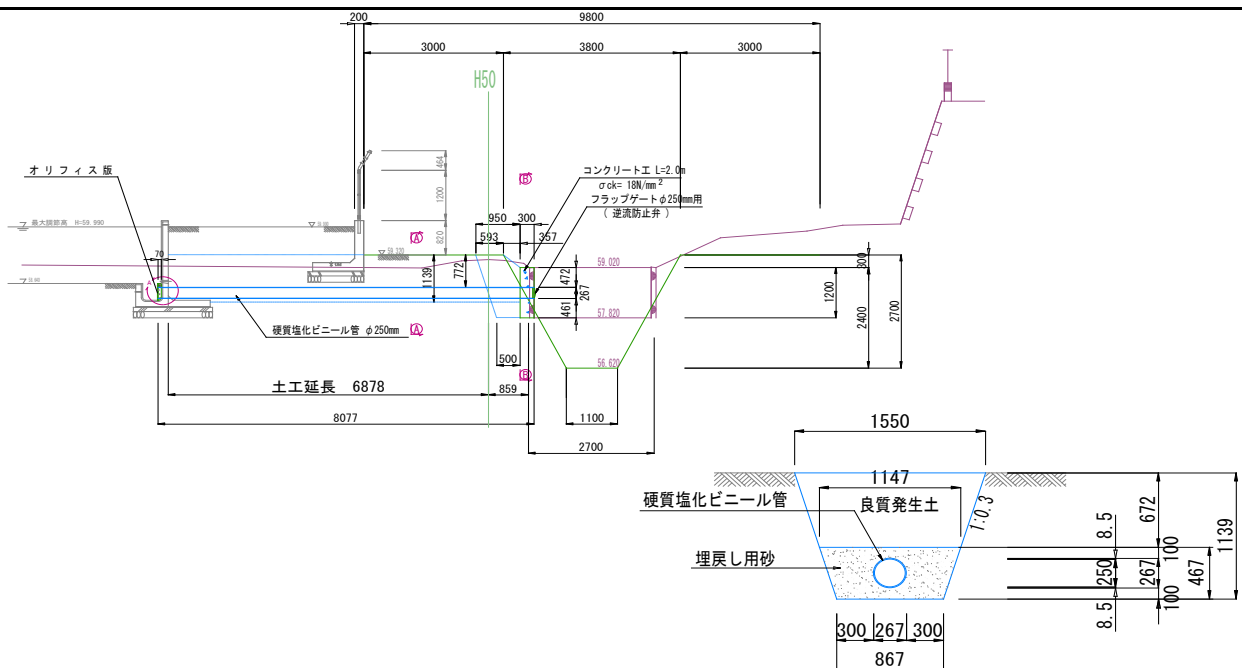 200
9800
3000
3800
3000
H50
オリフィス版
464
1200
820
コンクリート工 L=2.0m
σck= 18N/mm²
フラップゲートφ250mm用
( 逆流防止弁 )
B
最大調節高 H=59.990
A
950
300
593
357
70
59.320
1139
772
472
267
461
59.020
57.820
56.620
300
1200
2400
2700
A
硬質塩化ビニール管 φ250mm
A
500
B
土工延長 6878
859
8077
1100
2700
1550
1147
硬質塩化ビニール管
良質発生土
1:0.3
埋戻し用砂
672
1139
8.5
100
250
267
467
8.5
100
300
267
300
867